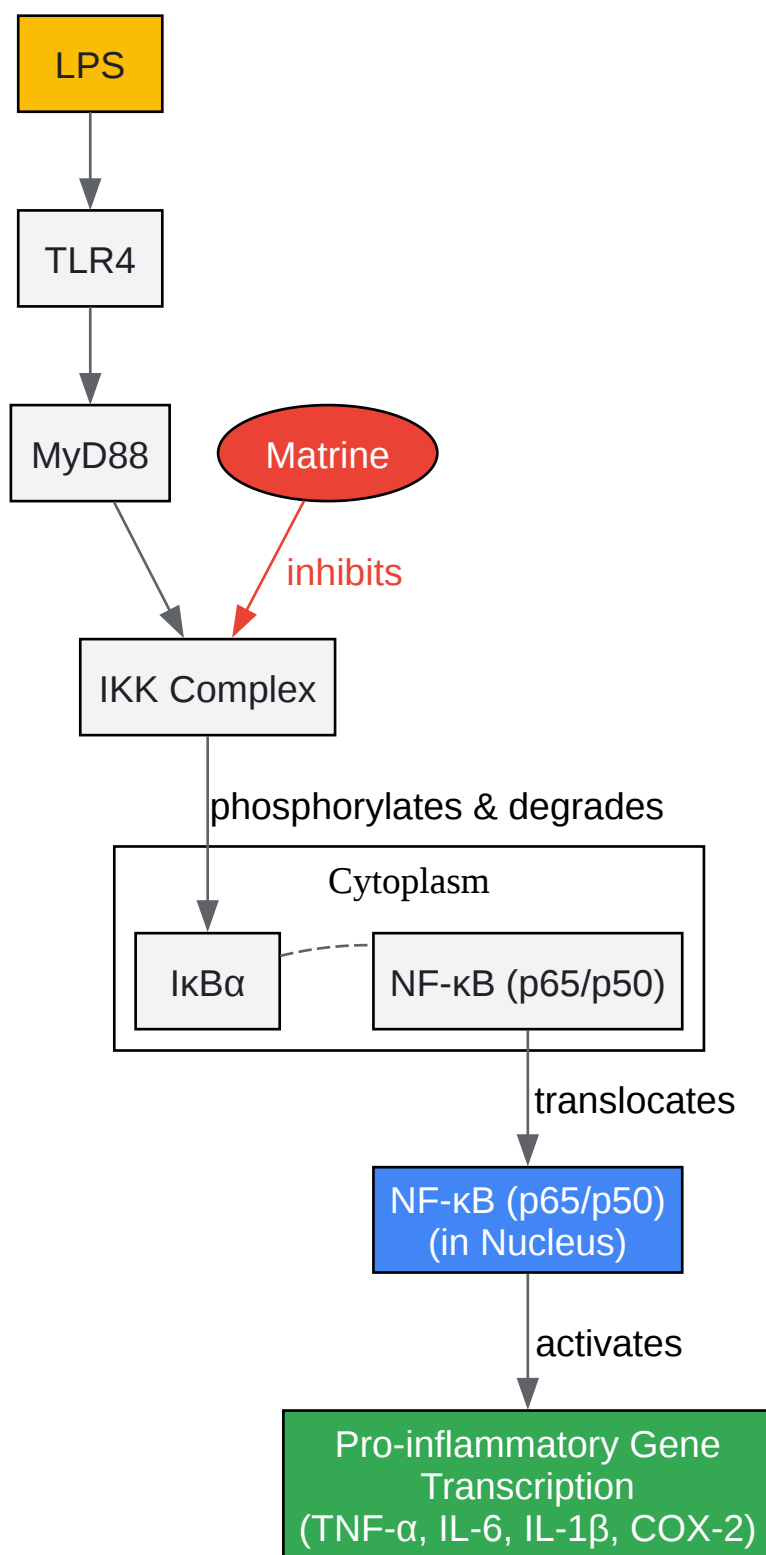 LPS
TLR4
MyD88
Matrine
inhibits
IKK Complex
phosphorylates & degrades
Cytoplasm
IκBα
NF-κB (p65/p50)
translocates
NF-κB (p65/p50)
(in Nucleus)
activates
Pro-inflammatory Gene
Transcription
(TNF-α, IL-6, IL-1β, COX-2)